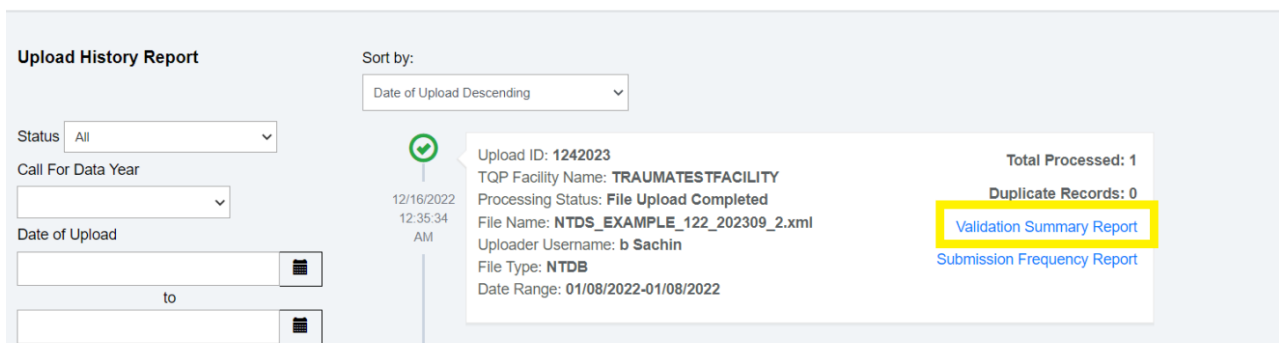 Upload History Report
Status All
Call For Data Year
Date of Upload
to
Sort by:
Date of Upload Descending
12/16/2022
12:35:34
AM
Upload ID: 1242023
TQP Facility Name: TRAUMATESTFACILITY
Processing Status: File Upload Completed
File Name: NTDS_EXAMPLE_122_202309_2.xml
Uploader Username: b Sachin
File Type: NTDB
Date Range: 01/08/2022-01/08/2022
Total Processed: 1
Duplicate Records: 0
Validation Summary Report
Submission Frequency Report